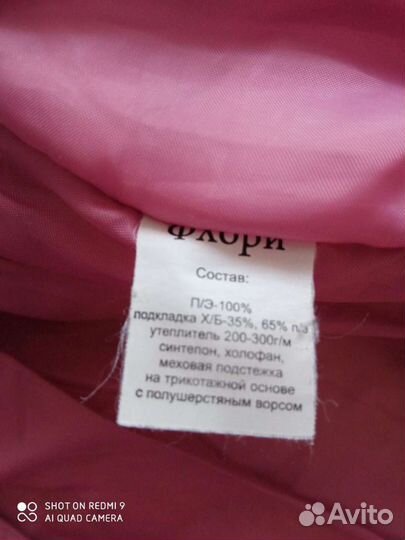 Фхори
Состав:
П/Э-100%
подкладка Х/Б-35%, 65% п/э
утеплитель 200-300г/м
синтепон, холофан,
меховая подстежка
на трикотажной основе
с полушерстяным ворсом
SHOT ON REDMI 9
AI QUAD CAMERA
Avito